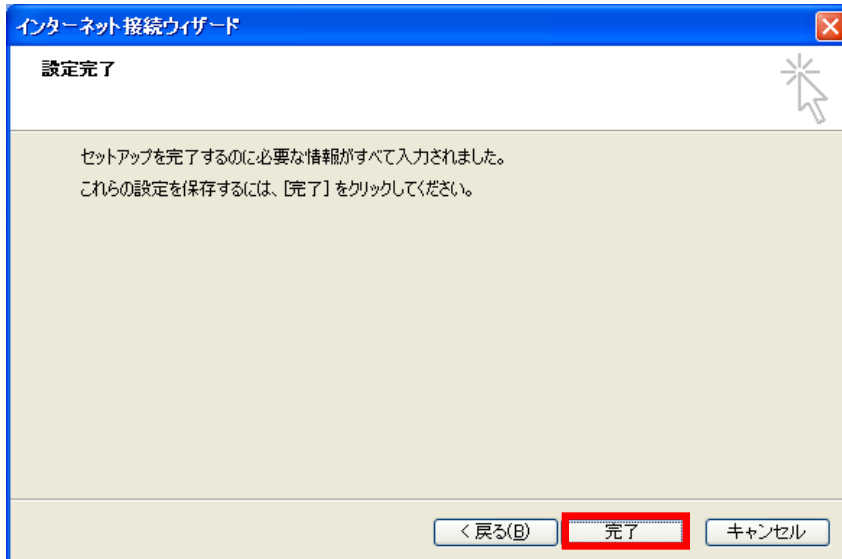 インターネット接続ウィザード
設定完了
セットアップを完了するのに必要な情報がすべて入力されました。
これらの設定を保存するには、[完了] をクリックしてください。
< 戻る(B)
完了
キャンセル